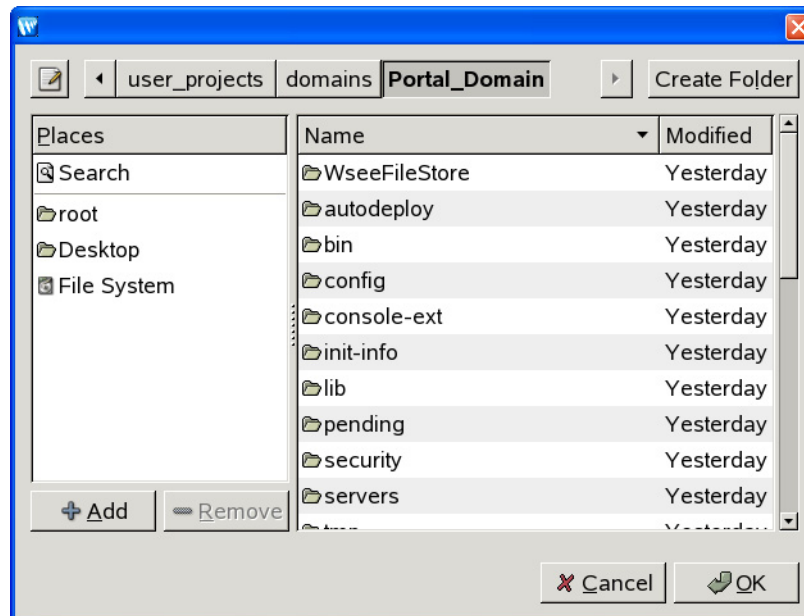 user_projects domains Portal_Domain Create Folder
Places
Search
root
Desktop
File System
Add Remove
Name Modified
WseeFileStore Yesterday
autodeploy Yesterday
bin Yesterday
config Yesterday
console-ext Yesterday
init-info Yesterday
lib Yesterday
pending Yesterday
security Yesterday
servers Yesterday
Cancel OK